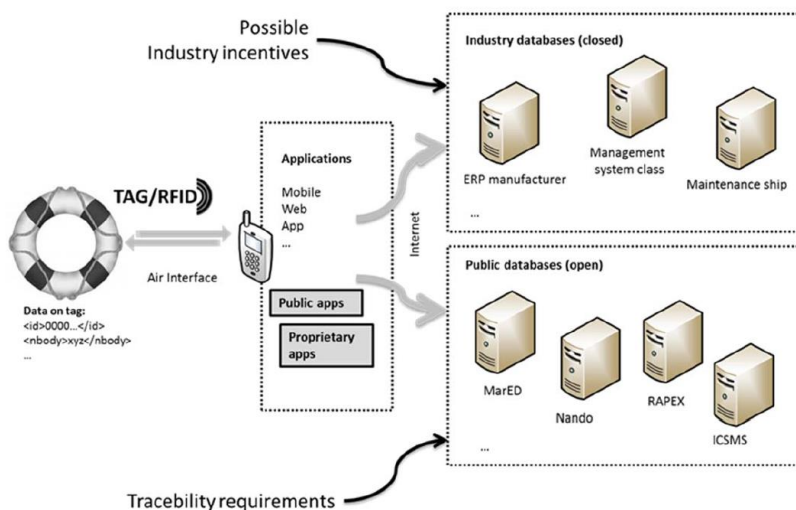 Possible
Industry incentives
Industry databases (closed)
ERP manufacturer
Management
system class
Maintenance ship
...
Applications
Mobile
Web
App
...
Public apps
Proprietary
apps
TAG/RFID
Air Interface
Data on tag:
<id>0000...</id>
<nbody>xyz</nbody>
...
Internet
Public databases (open)
MarED
Nando
RAPEX
ICSMS
...
Tracebility requirements